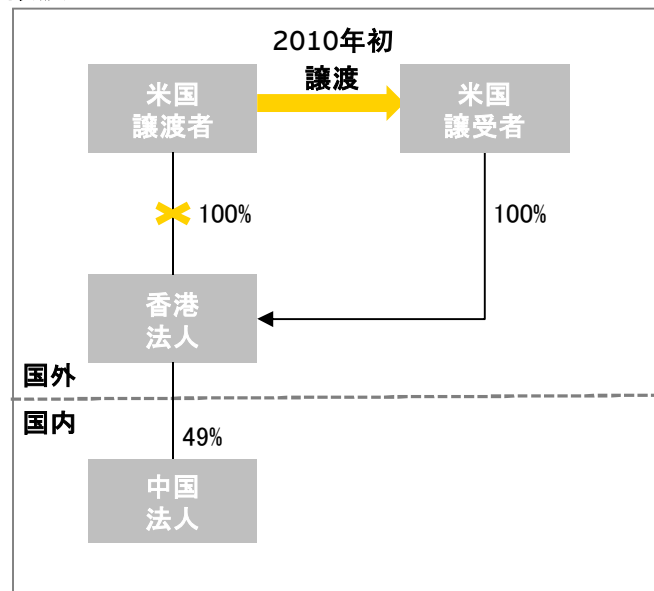 2010年初
譲渡
米国
譲渡者
米国
譲受者
100%
100%
香港
法人
国外
国内
49%
中国
法人